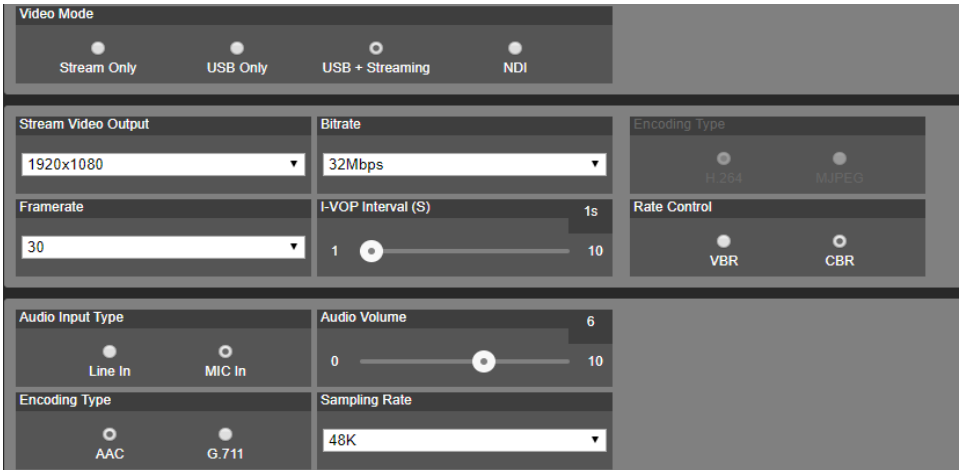 Video Mode
Stream Only USB Only USB + Streaming NDI
Stream Video Output Bitrate Encoding Type
1920x1080 32Mbps
H.264 MJPEG
Framerate I-VOP Interval (S) 1s Rate Control
30 1 10
VBR CBR
Audio Input Type Audio Volume 6
0 10
Line In MIC In
Encoding Type Sampling Rate
48K
AAC G.711